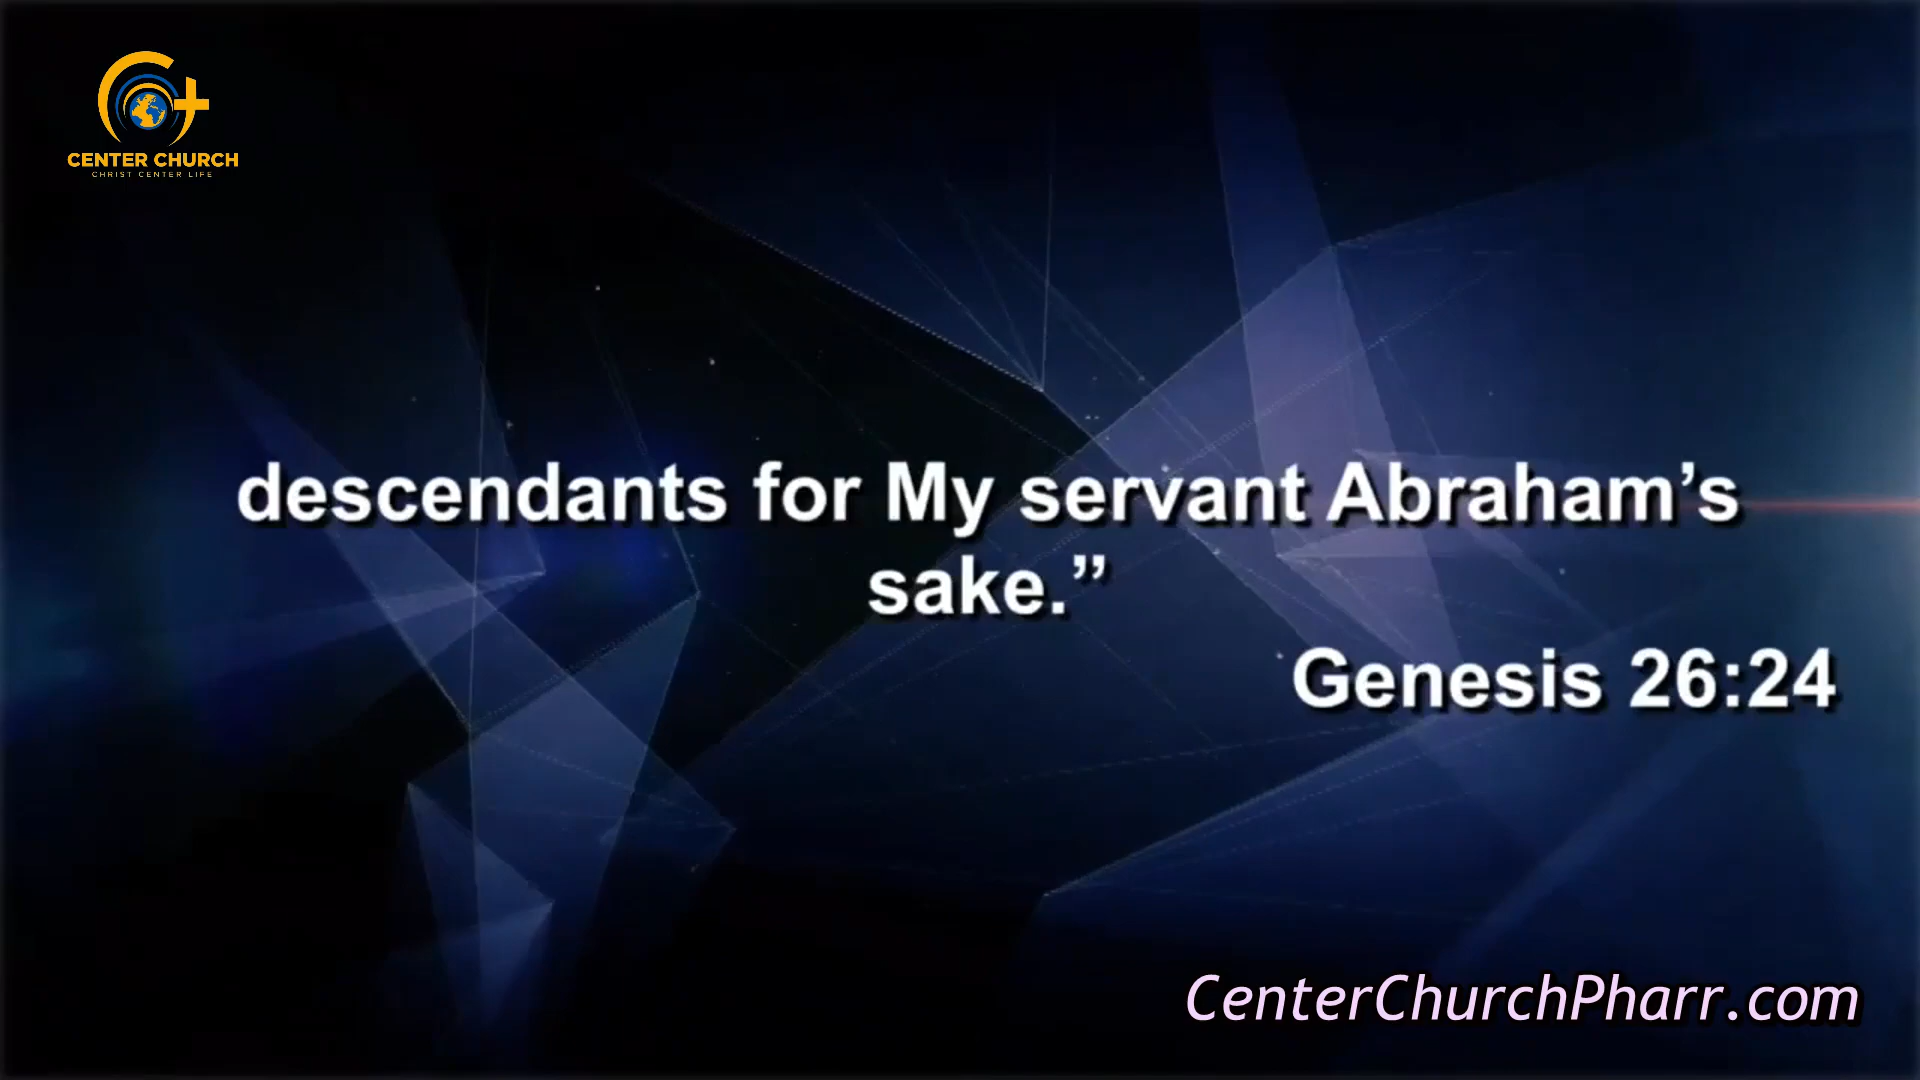 CENTER CHURCH
CHRIST CENTER LIFE
descendants for My servant Abraham’s
sake.”
Genesis 26:24
CenterChurchPharr.com